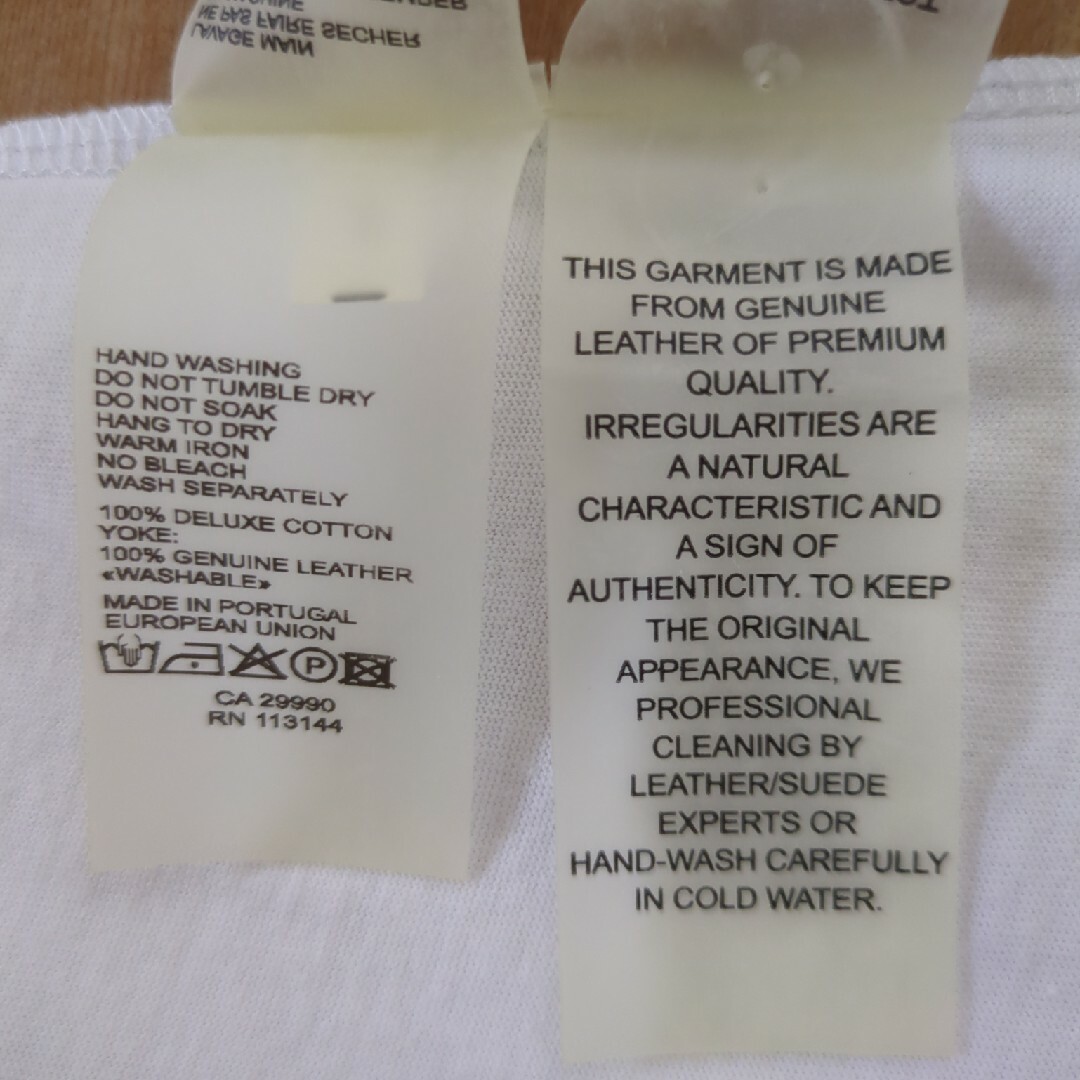 NE PAS FAIRE SECHER
LAVAGE MAIN
HAND WASHING
DO NOT TUMBLE DRY
DO NOT SOAK
HANG TO DRY
WARM IRON
NO BLEACH
WASH SEPARATELY
100% DELUXE COTTON
YOKE:
100% GENUINE LEATHER
«WASHABLE»
MADE IN PORTUGAL
EUROPEAN UNION
P
CA 29990
RN 113144
THIS GARMENT IS MADE
FROM GENUINE
LEATHER OF PREMIUM
QUALITY.
IRREGULARITIES ARE
A NATURAL
CHARACTERISTIC AND
A SIGN OF
AUTHENTICITY. TO KEEP
THE ORIGINAL
APPEARANCE, WE
PROFESSIONAL
CLEANING BY
LEATHER/SUEDE
EXPERTS OR
HAND-WASH CAREFULLY
IN COLD WATER.